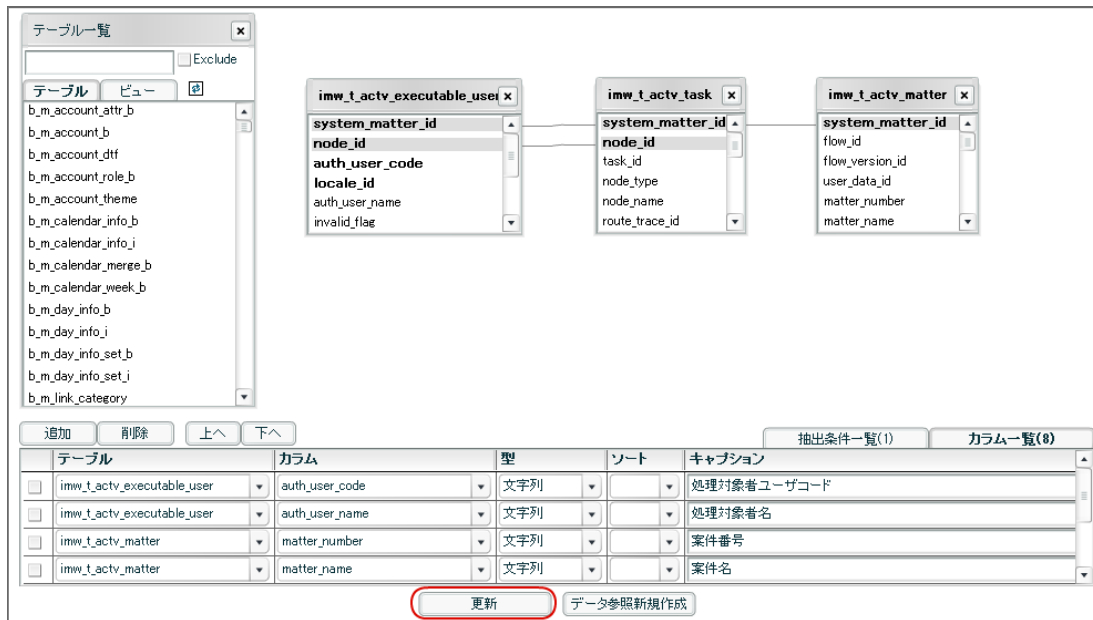 テーブル一覧 ×
Exclude
テーブル ビュー
b_m_account_attr_b
b_m_account_b
b_m_account_dtf
b_m_account_role_b
b_m_account_theme
b_m_calendar_info_b
b_m_calendar_info_i
b_m_calendar_merge_b
b_m_calendar_week_b
b_m_day_info_b
b_m_day_info_i
b_m_day_info_set_b
b_m_day_info_set_i
b_m_link_category
imw_t_actv_executable_user ×
system_matter_id
node_id
auth_user_code
locale_id
auth_user_name
invalid_flag
imw_t_actv_task ×
system_matter_id
node_id
task_id
node_type
node_name
route_trace_id
imw_t_actv_matter ×
system_matter_id
flow_id
flow_version_id
user_data_id
matter_number
matter_name
追加 削除 上へ 下へ 抽出条件一覧(1) カラム一覧(8)
テーブル カラム 型 ソート キャプション
imw_t_actv_executable_user auth_user_code 文字列 処理対象者ユーザコード
imw_t_actv_executable_user auth_user_name 文字列 処理対象者名
imw_t_actv_matter matter_number 文字列 案件番号
imw_t_actv_matter matter_name 文字列 案件名
更新 データ参照新規作成